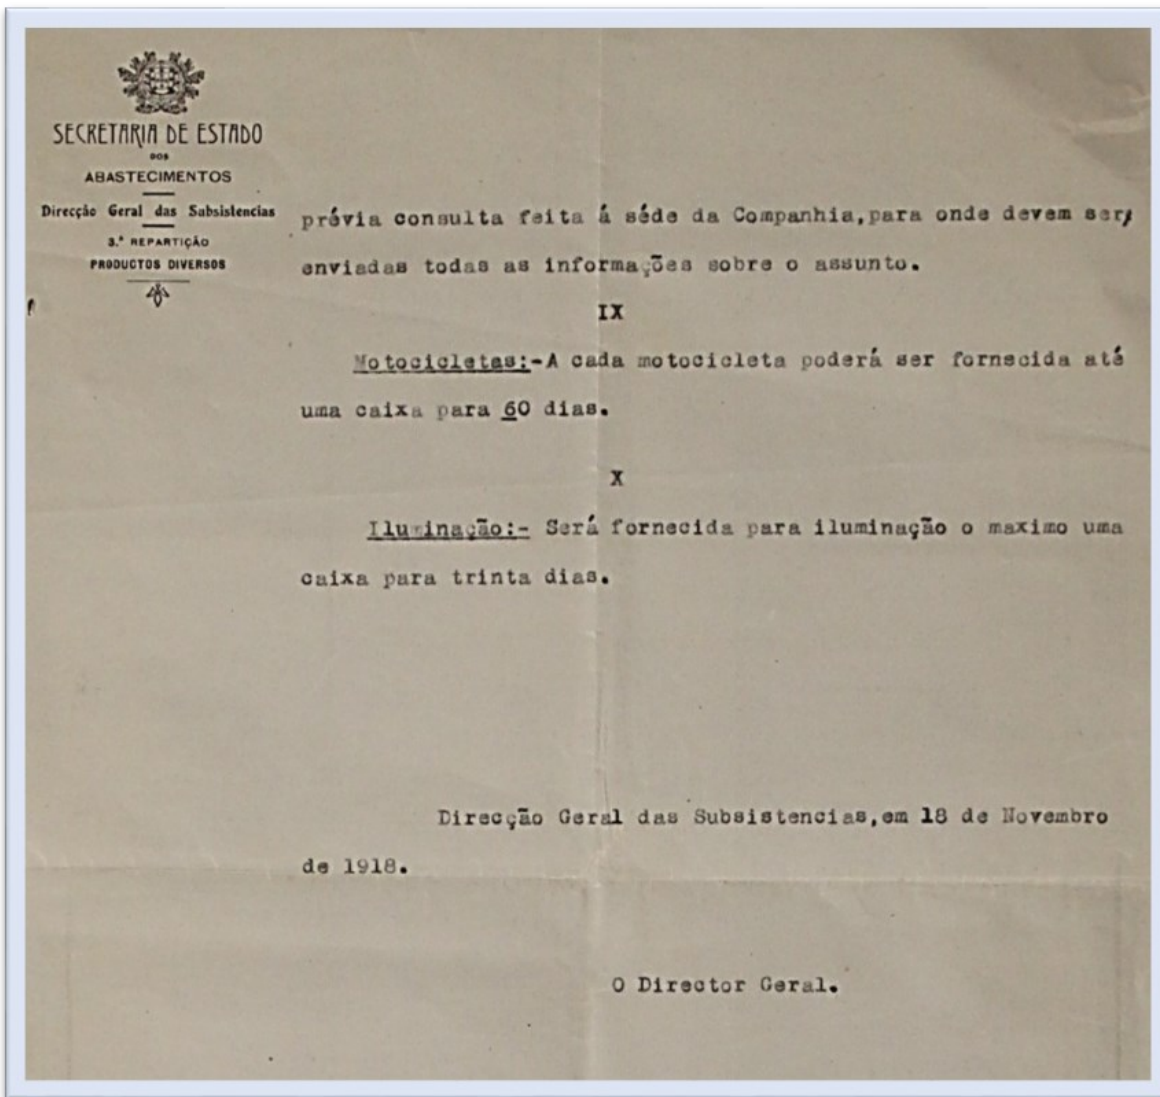 SECRETARIA DE ESTADO
DOS
ABASTECIMENTOS
Direcção Geral das Subsistencias
3.ª REPARTIÇÃO
PRODUCTOS DIVERSOS
prévia consulta feita á séde da Companhia,para onde devem ser,
enviadas todas as informações sobre o assunto.
IX
Motocicletas:-A cada motocicleta poderá ser fornecida até
uma caixa para 60 dias.
X
Iluminação:- Será fornecida para iluminação o maximo uma
caixa para trinta dias.
Direcção Geral das Subsistencias,em 18 de Novembro
de 1918.
O Director Geral.